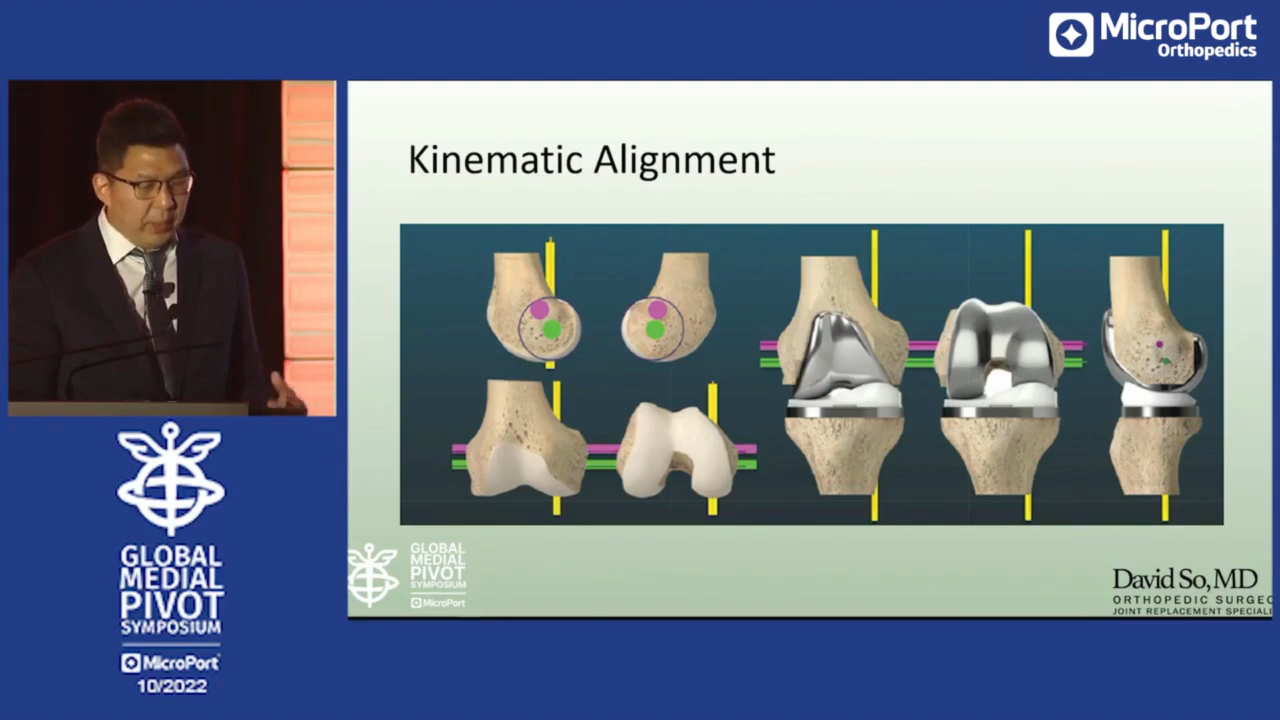 MicroPort
Orthopedics
Kinematic Alignment
GLOBAL
MEDIAL
PIVOT
SYMPOSIUM
MicroPort
David So, MD
ORTHOPEDIC SURGEO
JOINT REPLACEMENT SPECIALI
GLOBAL
MEDIAL
PIVOT
SYMPOSIUM
MicroPort
10/2022